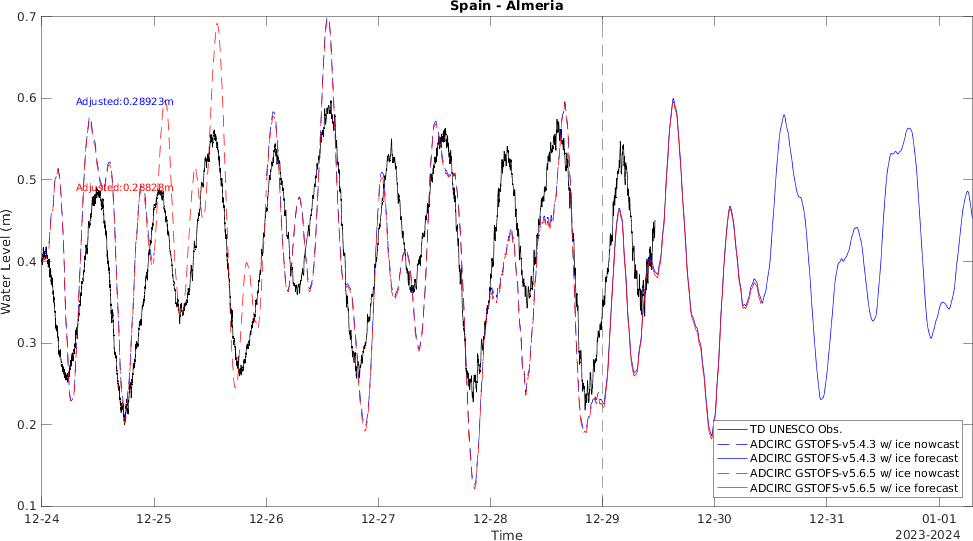 Spain - Almeria
0.7
0.6
0.5
0.4
0.3
0.2
0.1
Water Level (m)
Adjusted:0.28923m
Adjusted:0.28828m
TD UNESCO Obs.
ADCIRC GSTOFS-v5.4.3 w/ ice nowcast
ADCIRC GSTOFS-v5.4.3 w/ ice forecast
ADCIRC GSTOFS-v5.6.5 w/ ice nowcast
ADCIRC GSTOFS-v5.6.5 w/ ice forecast
12-24 12-25 12-26 12-27 12-28 12-29 12-30 12-31 01-01
Time
2023-2024